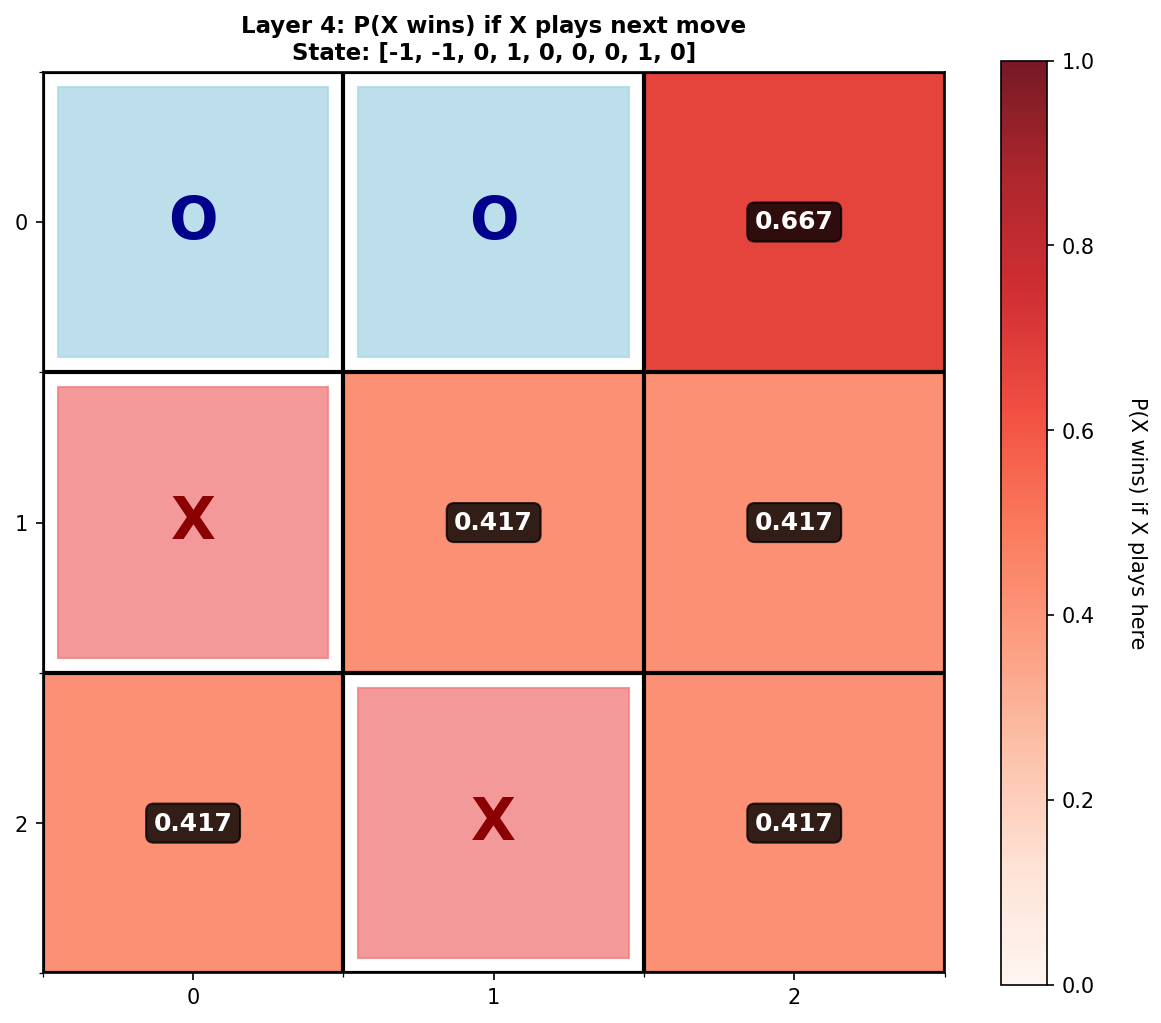 Layer 4: P(X wins) if X plays next move
State: [-1, -1, 0, 1, 0, 0, 0, 1, 0]
0
O
O
0.667
1
X
0.417
0.417
2
0.417
X
0.417
0
1
2
1.0
0.8
0.6
0.4
0.2
0.0
P(X wins) if X plays here